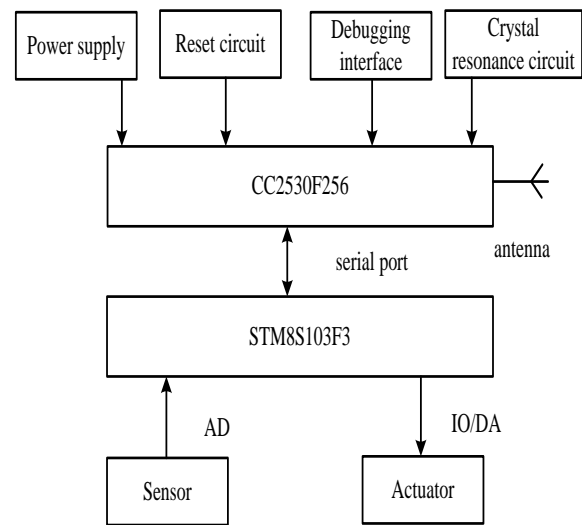 Power supply
Reset circuit
Debugging
interface
Crystal
resonance circuit
CC2530F256
antenna
serial port
STM8S103F3
AD
IO/DA
Sensor
Actuator